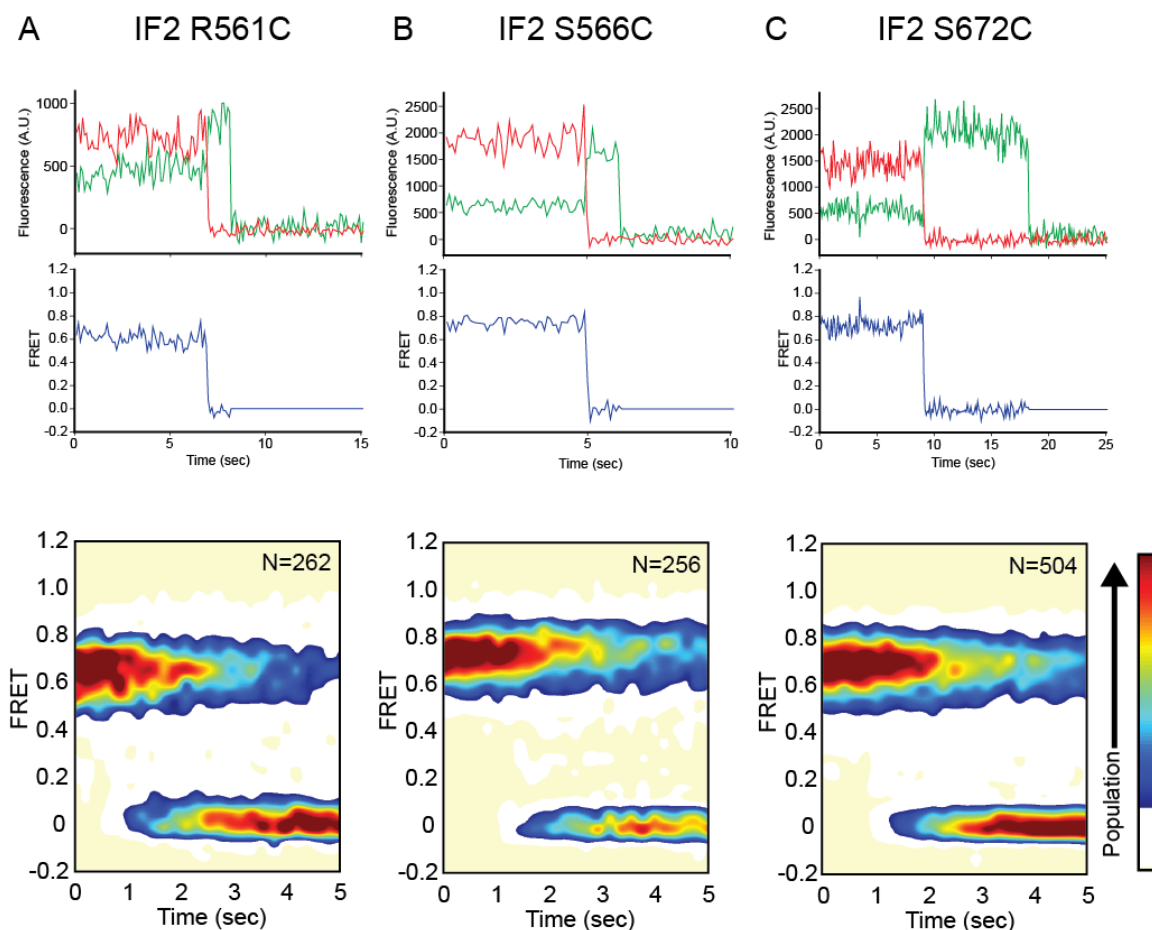 A IF2 R561C B IF2 S566C C IF2 S672C
Fluorescence (A.U.)
1000
500
0
Fluorescence (A.U.)
2500
2000
1500
1000
500
0
Fluorescence (A.U.)
2500
2000
1500
1000
500
0
FRET
1.2
1.0
0.8
0.6
0.4
0.2
0.0
-0.2
0 5 10 15
Time (sec)
FRET
1.2
1.0
0.8
0.6
0.4
0.2
0.0
-0.2
0 5 10
Time (sec)
FRET
1.2
1.0
0.8
0.6
0.4
0.2
0.0
-0.2
0 5 10 15 20 25
Time (sec)
FRET
1.2
1.0
0.8
0.6
0.4
0.2
0
-0.2
N=262
0 1 2 3 4 5
Time (sec)
FRET
1.2
1.0
0.8
0.6
0.4
0.2
0
-0.2
N=256
0 1 2 3 4 5
Time (sec)
FRET
1.2
1.0
0.8
0.6
0.4
0.2
0
-0.2
N=504
0 1 2 3 4 5
Time (sec)
Population